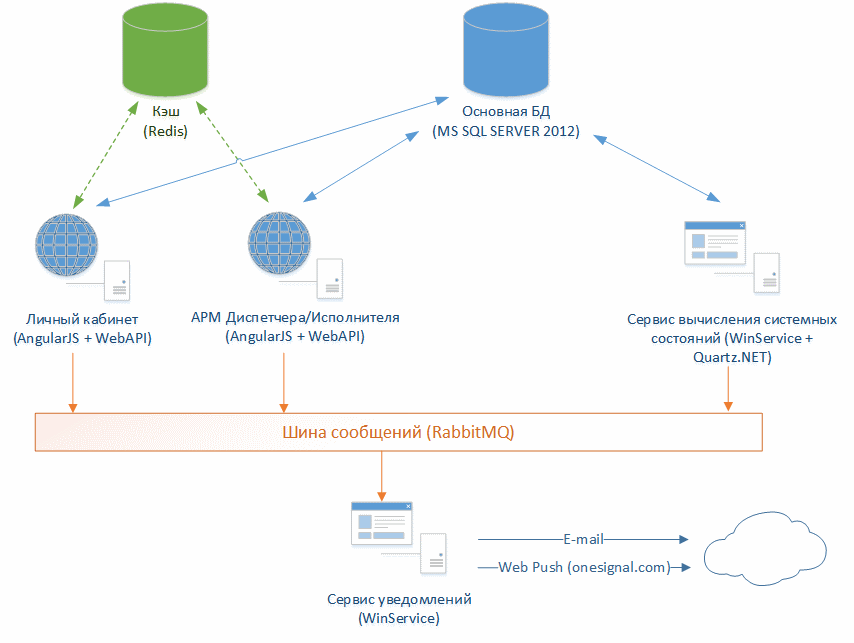 Кэш
(Redis)
Основная БД
(MS SQL SERVER 2012)
Личный кабинет
(AngularJS + WebAPI)
АРМ Диспетчера/Исполнителя
(AngularJS + WebAPI)
Сервис вычисления системных
состояний (WinService +
Quartz.NET)
Шина сообщений (RabbitMQ)
E-mail
Web Push (onesignal.com)
Сервис уведомлений
(WinService)